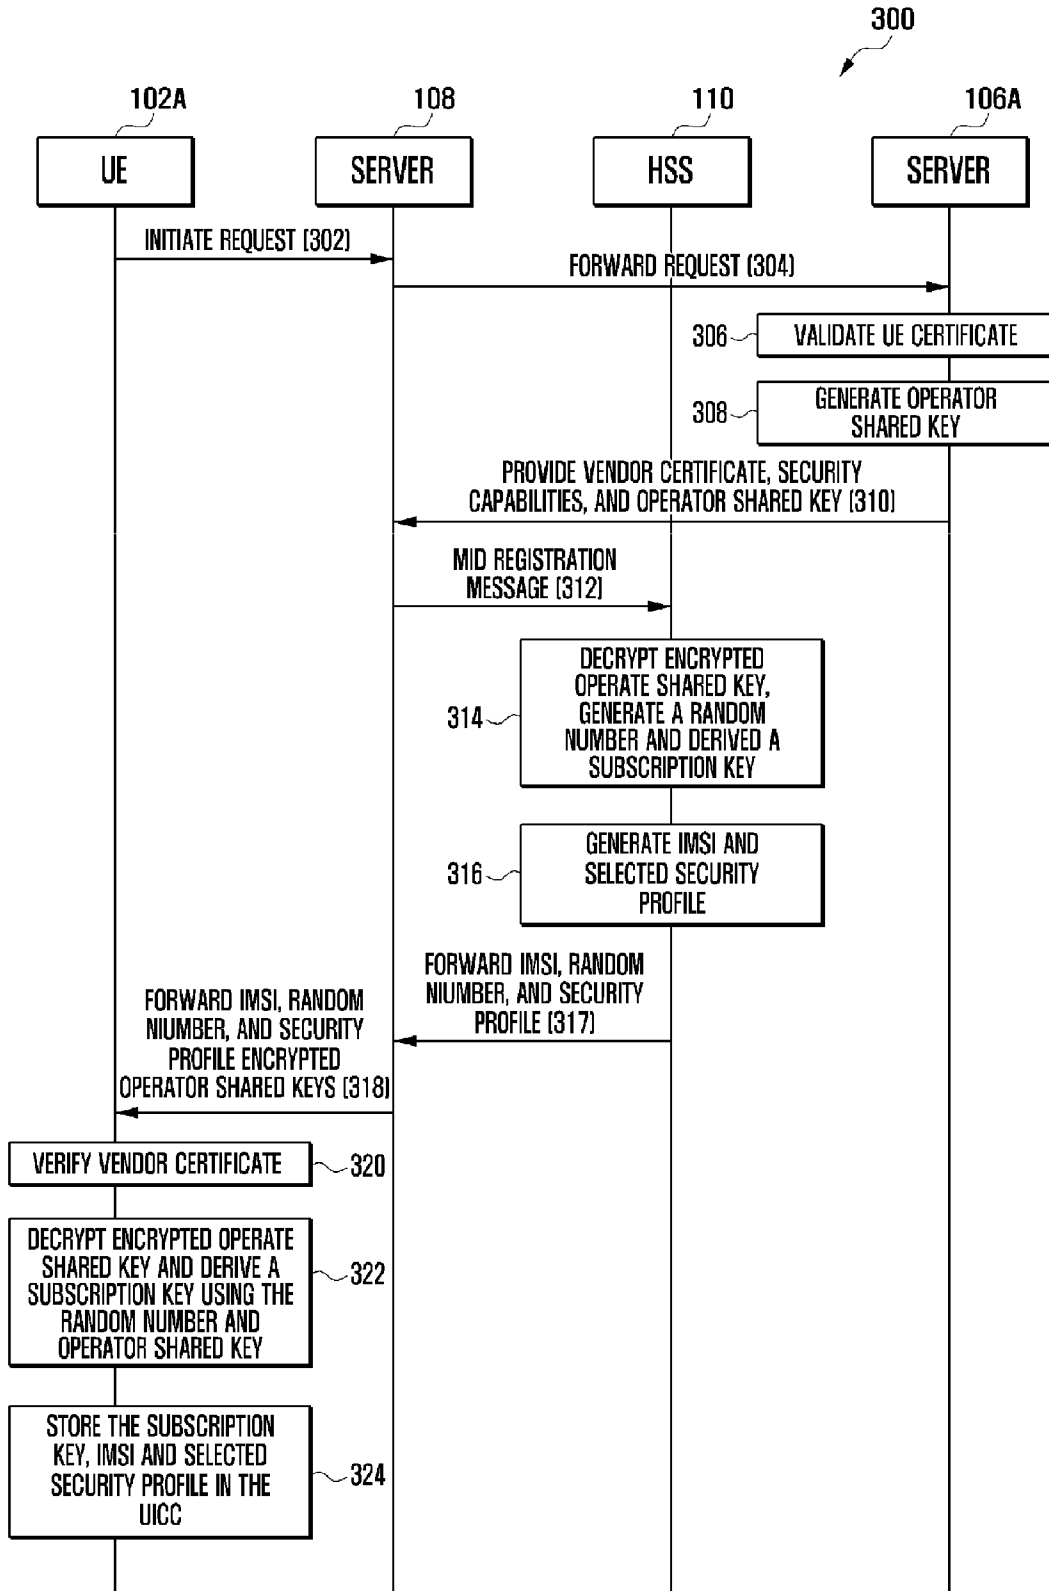 300
102A
108
110
106A
UE
SERVER
HSS
SERVER
INITIATE REQUEST (302)
FORWARD REQUEST (304)
306
VALIDATE UE CERTIFICATE
308
GENERATE OPERATOR
SHARED KEY
PROVIDE VENDOR CERTIFICATE, SECURITY
CAPABILITIES, AND OPERATOR SHARED KEY (310)
MID REGISTRATION
MESSAGE (312)
314
DECRYPT ENCRYPTED
OPERATE SHARED KEY,
GENERATE A RANDOM
NUMBER AND DERIVED A
SUBSCRIPTION KEY
316
GENERATE IMSI AND
SELECTED SECURITY
PROFILE
FORWARD IMSI, RANDOM
NIUMBER, AND SECURITY
PROFILE (317)
FORWARD IMSI, RANDOM
NIUMBER, AND SECURITY
PROFILE ENCRYPTED
OPERATOR SHARED KEYS (318)
VERIFY VENDOR CERTIFICATE
320
DECRYPT ENCRYPTED OPERATE
SHARED KEY AND DERIVE A
SUBSCRIPTION KEY USING THE
RANDOM NUMBER AND
OPERATOR SHARED KEY
322
STORE THE SUBSCRIPTION
KEY, IMSI AND SELECTED
SECURITY PROFILE IN THE
UICC
324